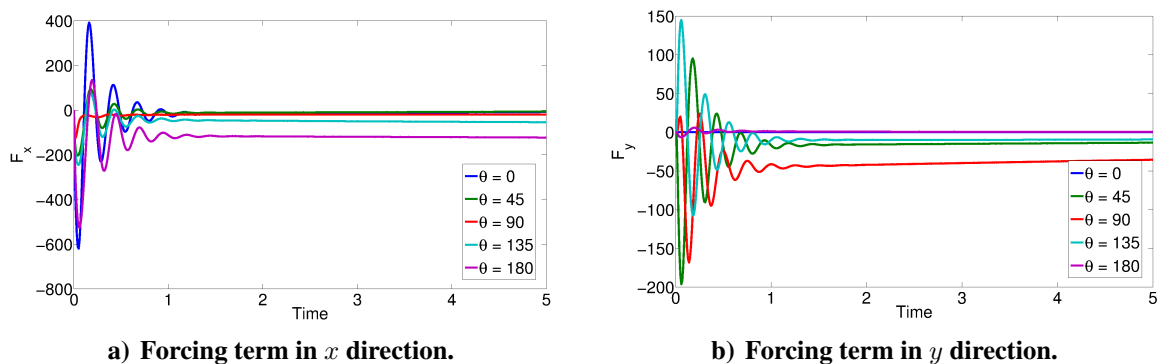 400
200
0
−200
−400
−600
−800
F_x
0
1
2
3
4
5
Time
θ = 0
θ = 45
θ = 90
θ = 135
θ = 180
a) Forcing term in x direction.
150
100
50
0
−50
−100
−150
−200
F_y
0
1
2
3
4
5
Time
θ = 0
θ = 45
θ = 90
θ = 135
θ = 180
b) Forcing term in y direction.